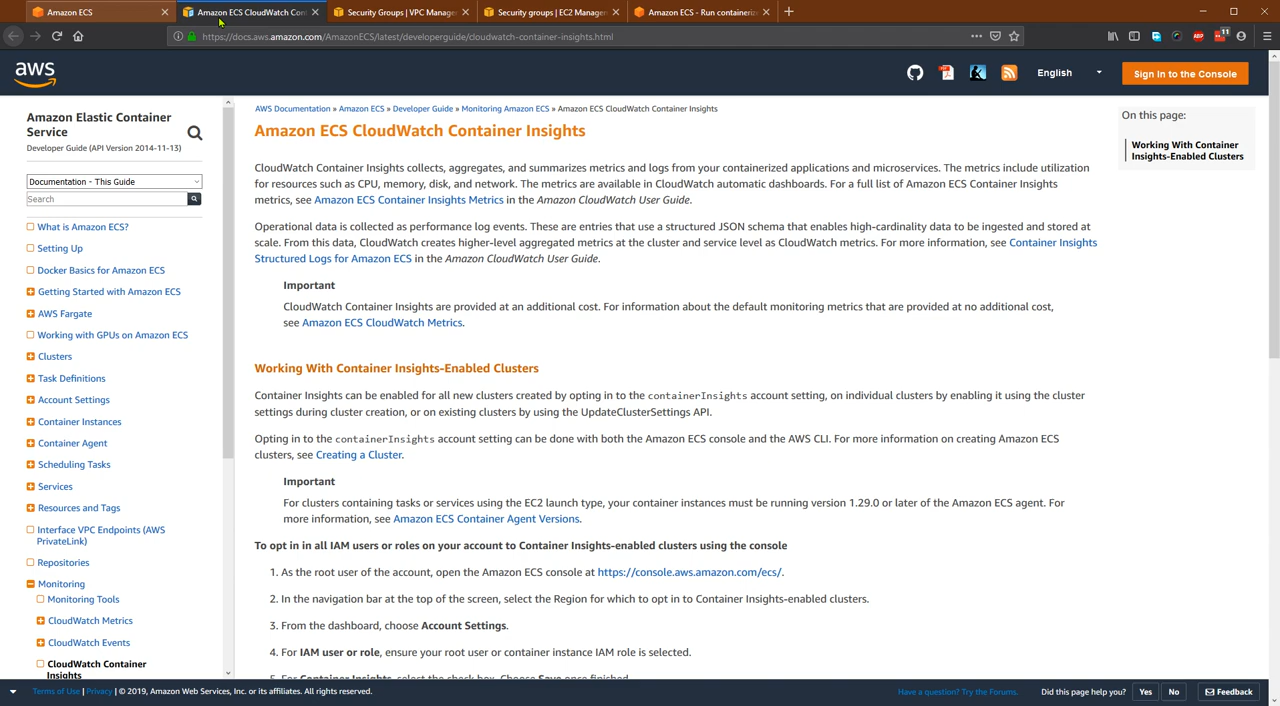 Amazon ECS
Amazon ECS CloudWatch Cont
Security Groups | VPC Manager
Security groups | EC2 Manager
Amazon ECS - Run containerize
https://docs.aws.amazon.com/AmazonECS/latest/developerguide/cloudwatch-container-insights.html
ABP
11
aws
English
Sign In to the Console
Amazon Elastic Container
Service
Developer Guide (API Version 2014-11-13)
Documentation - This Guide
Search
What is Amazon ECS?
Setting Up
Docker Basics for Amazon ECS
Getting Started with Amazon ECS
AWS Fargate
Working with GPUs on Amazon ECS
Clusters
Task Definitions
Account Settings
Container Instances
Container Agent
Scheduling Tasks
Services
Resources and Tags
Interface VPC Endpoints (AWS
PrivateLink)
Repositories
Monitoring
Monitoring Tools
CloudWatch Metrics
CloudWatch Events
CloudWatch Container
Insights
AWS Documentation » Amazon ECS » Developer Guide » Monitoring Amazon ECS » Amazon ECS CloudWatch Container Insights
Amazon ECS CloudWatch Container Insights
CloudWatch Container Insights collects, aggregates, and summarizes metrics and logs from your containerized applications and microservices. The metrics include utilization
for resources such as CPU, memory, disk, and network. The metrics are available in CloudWatch automatic dashboards. For a full list of Amazon ECS Container Insights
metrics, see Amazon ECS Container Insights Metrics in the Amazon CloudWatch User Guide.
Operational data is collected as performance log events. These are entries that use a structured JSON schema that enables high-cardinality data to be ingested and stored at
scale. From this data, CloudWatch creates higher-level aggregated metrics at the cluster and service level as CloudWatch metrics. For more information, see Container Insights
Structured Logs for Amazon ECS in the Amazon CloudWatch User Guide.
Important
CloudWatch Container Insights are provided at an additional cost. For information about the default monitoring metrics that are provided at no additional cost,
see Amazon ECS CloudWatch Metrics.
Working With Container Insights-Enabled Clusters
Container Insights can be enabled for all new clusters created by opting in to the containerInsights account setting, on individual clusters by enabling it using the cluster
settings during cluster creation, or on existing clusters by using the UpdateClusterSettings API.
Opting in to the containerInsights account setting can be done with both the Amazon ECS console and the AWS CLI. For more information on creating Amazon ECS
clusters, see Creating a Cluster.
Important
For clusters containing tasks or services using the EC2 launch type, your container instances must be running version 1.29.0 or later of the Amazon ECS agent. For
more information, see Amazon ECS Container Agent Versions.
To opt in in all IAM users or roles on your account to Container Insights-enabled clusters using the console
1. As the root user of the account, open the Amazon ECS console at https://console.aws.amazon.com/ecs/.
2. In the navigation bar at the top of the screen, select the Region for which to opt in to Container Insights-enabled clusters.
3. From the dashboard, choose Account Settings.
4. For IAM user or role, ensure your root user or container instance IAM role is selected.
5. For Container Insights, select the check box. Choose Save once finished.
On this page:
Working With Container
Insights-Enabled Clusters
Terms of Use | Privacy | © 2019, Amazon Web Services, Inc. or its affiliates. All rights reserved.
Have a question? Try the Forums.
Did this page help you?
Yes
No
Feedback